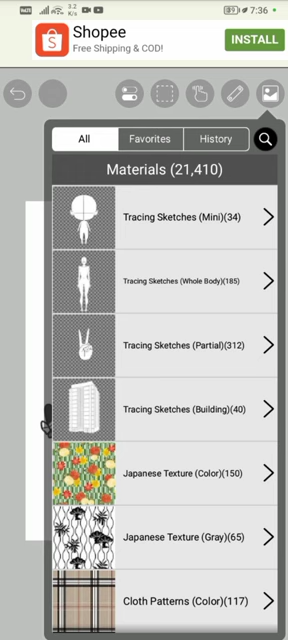 7:36
Shopee
Free Shipping & COD!
INSTALL
All
Favorites
History
Materials (21,410)
Tracing Sketches (Mini)(34)
Tracing Sketches (Whole Body)(185)
Tracing Sketches (Partial)(312)
Tracing Sketches (Building)(40)
Japanese Texture (Color)(150)
Japanese Texture (Gray)(65)
Cloth Patterns (Color)(117)